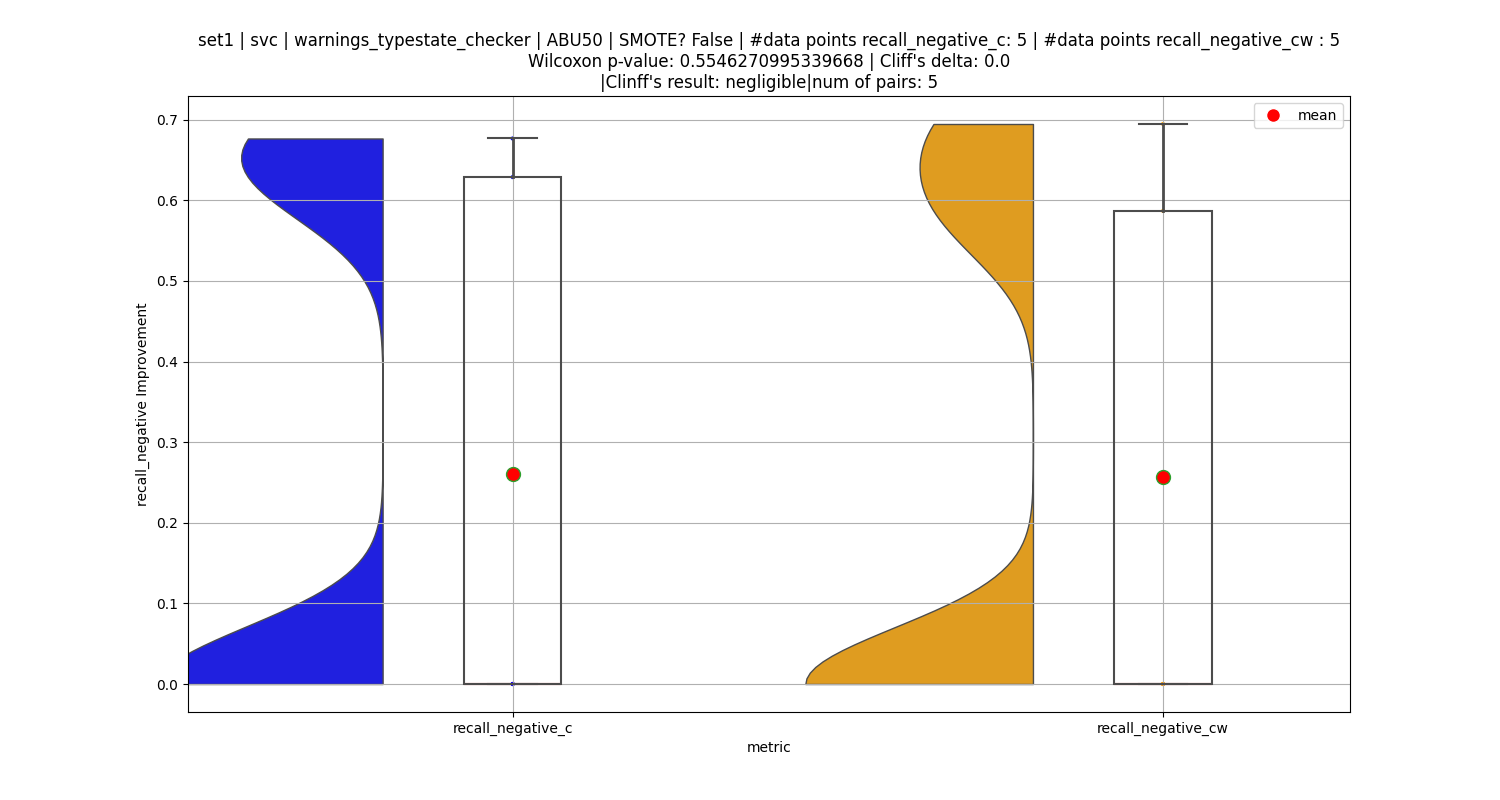 set1 | svc | warnings_typestate_checker | ABU50 | SMOTE? False | #data points recall_negative_c: 5 | #data points recall_negative_cw : 5
Wilcoxon p-value: 0.5546270995339668 | Cliff's delta: 0.0
|Clinff's result: negligible|num of pairs: 5
mean
0.7
0.6
0.5
0.4
0.3
0.2
0.1
0.0
recall_negative Improvement
recall_negative_c
recall_negative_cw
metric